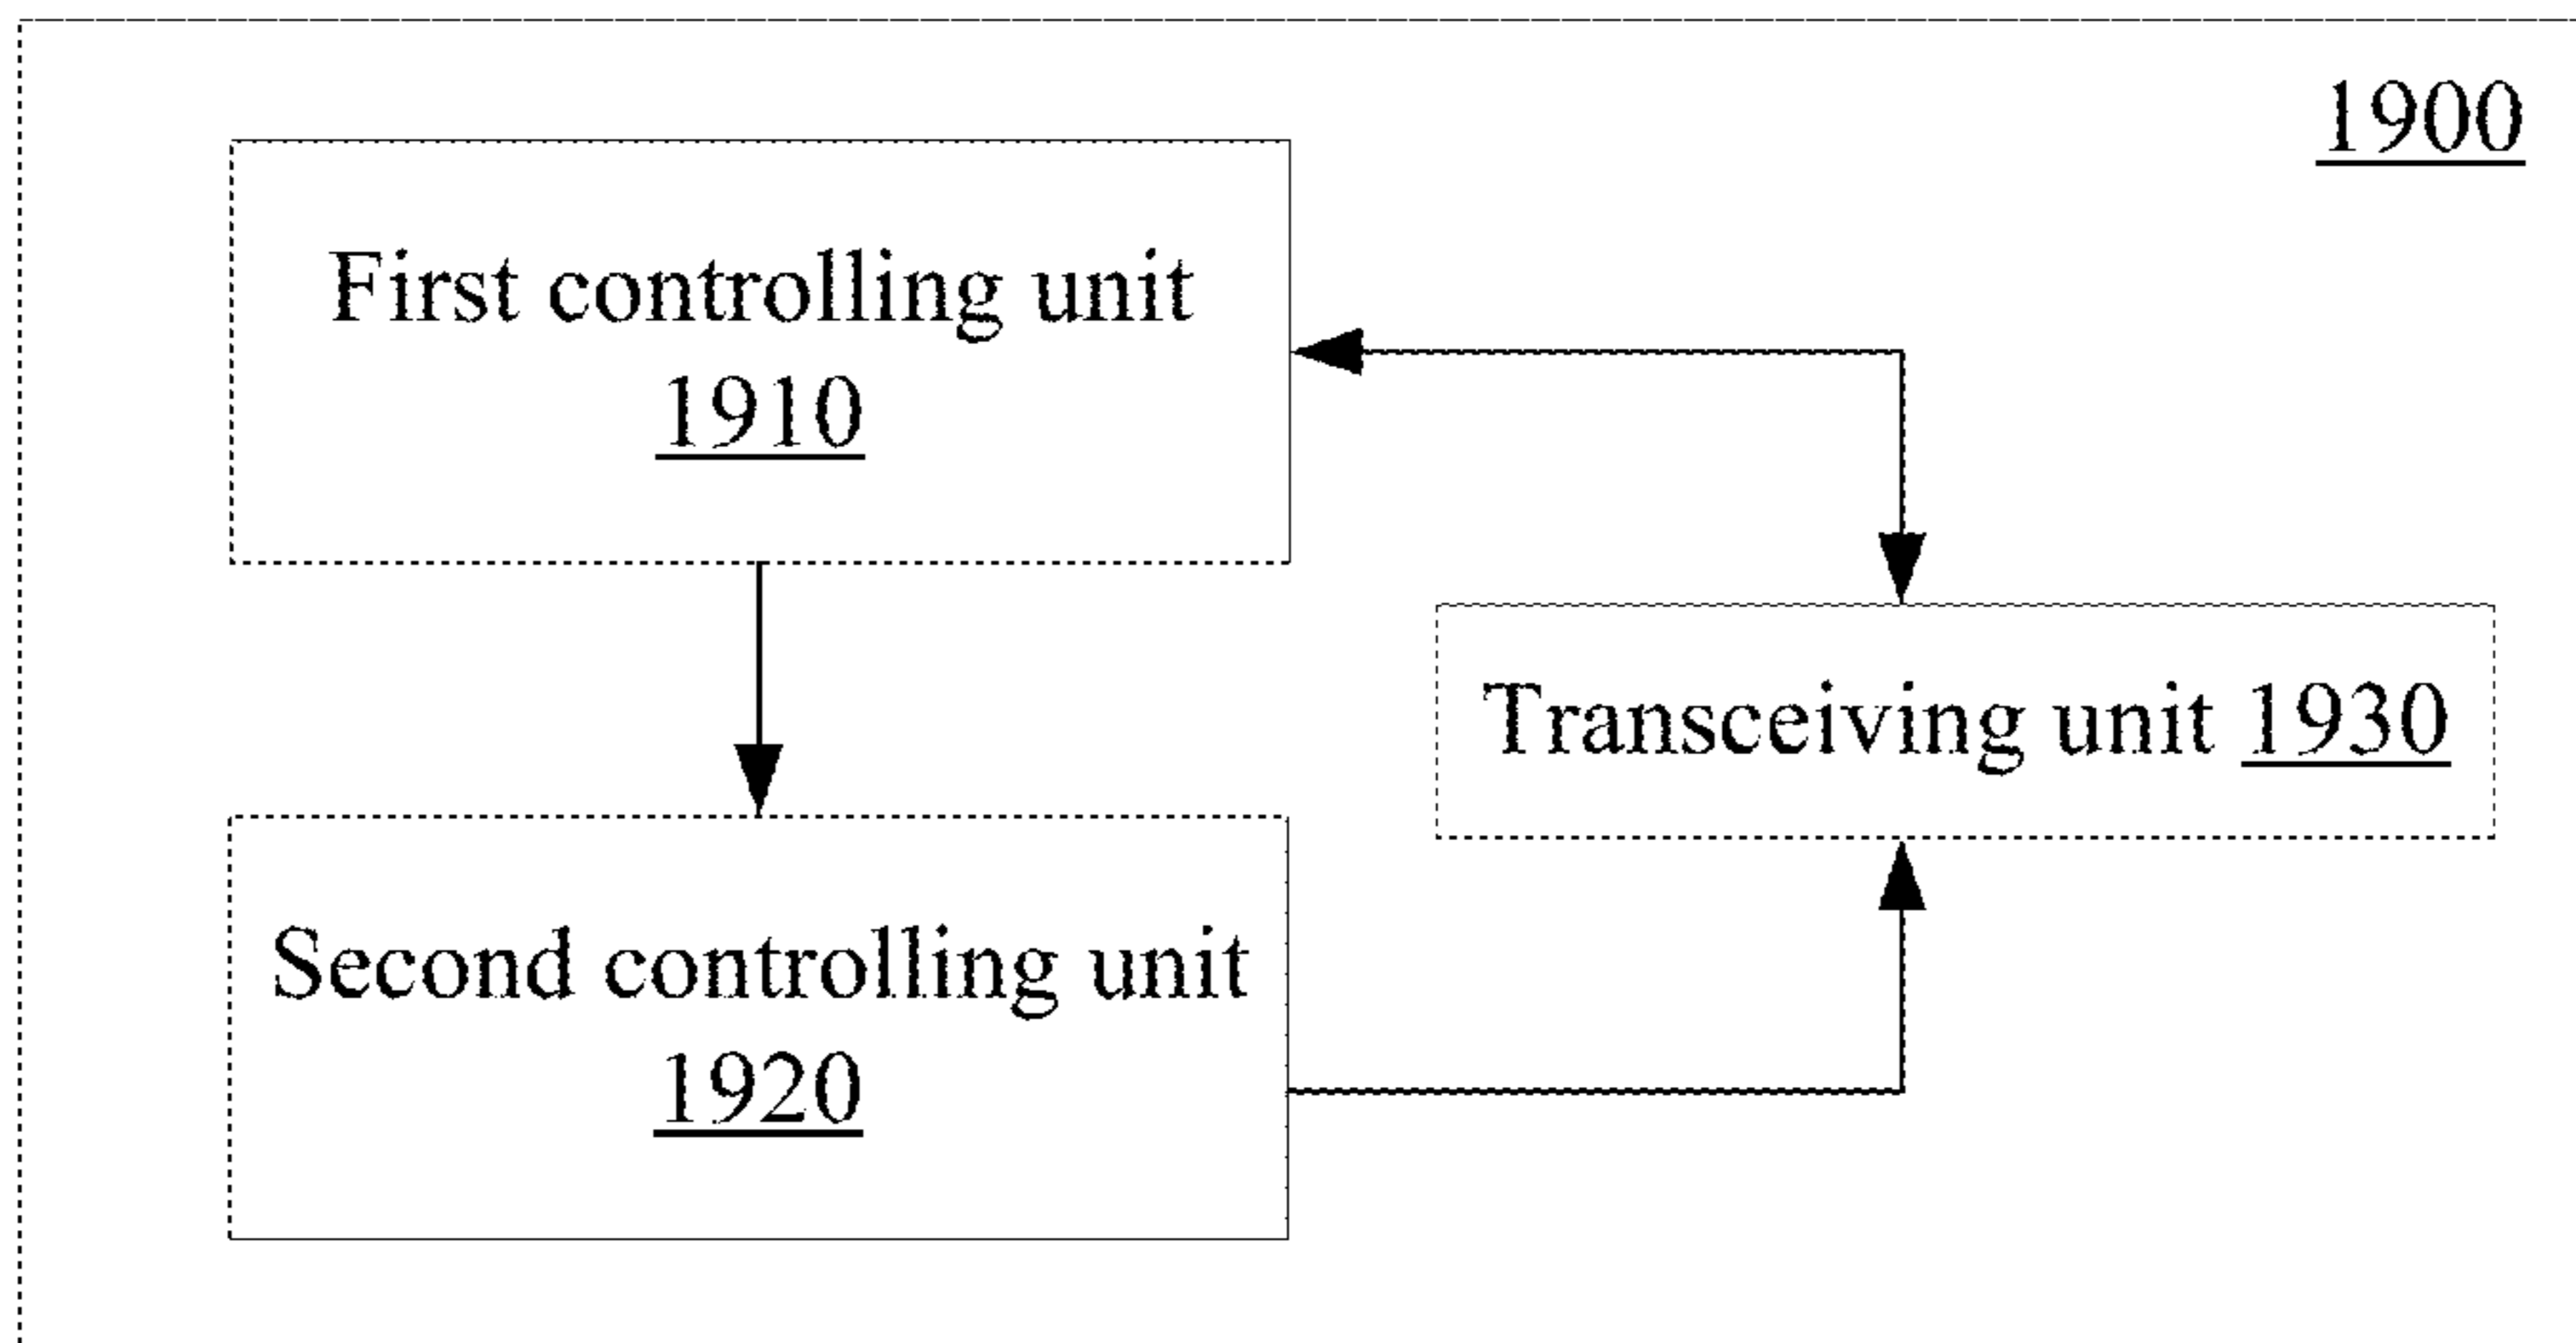 1900
First controlling unit
1910
Transceiving unit 1930
Second controlling unit
1920